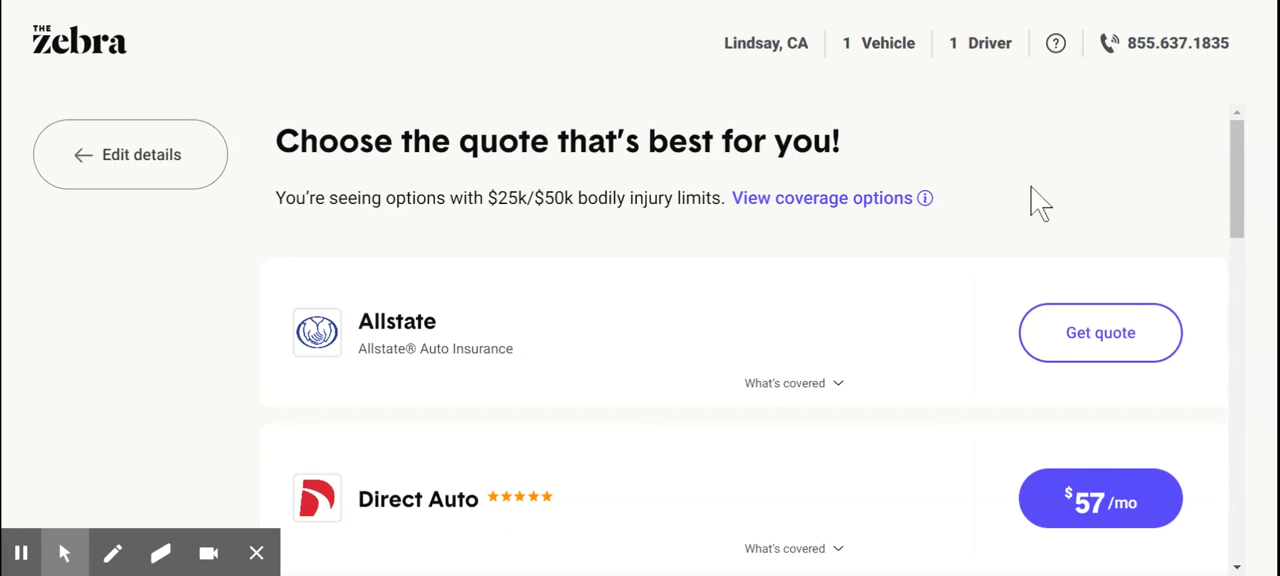 THE
zebra
Lindsay, CA
1 Vehicle
1 Driver
?
855.637.1835
Edit details
Choose the quote that's best for you!
You're seeing options with $25k/$50k bodily injury limits. View coverage options
Allstate
Allstate® Auto Insurance
Get quote
What's covered
Direct Auto
$57/mo
What's covered